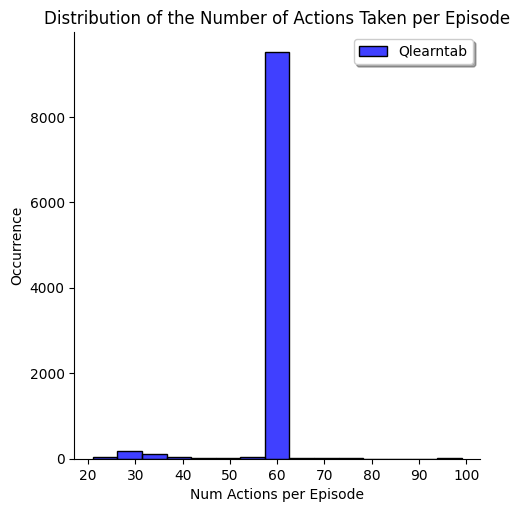 Distribution of the Number of Actions Taken per Episode
Qlearntab
8000
6000
4000
2000
0
Occurrence
20 30 40 50 60 70 80 90 100
Num Actions per Episode